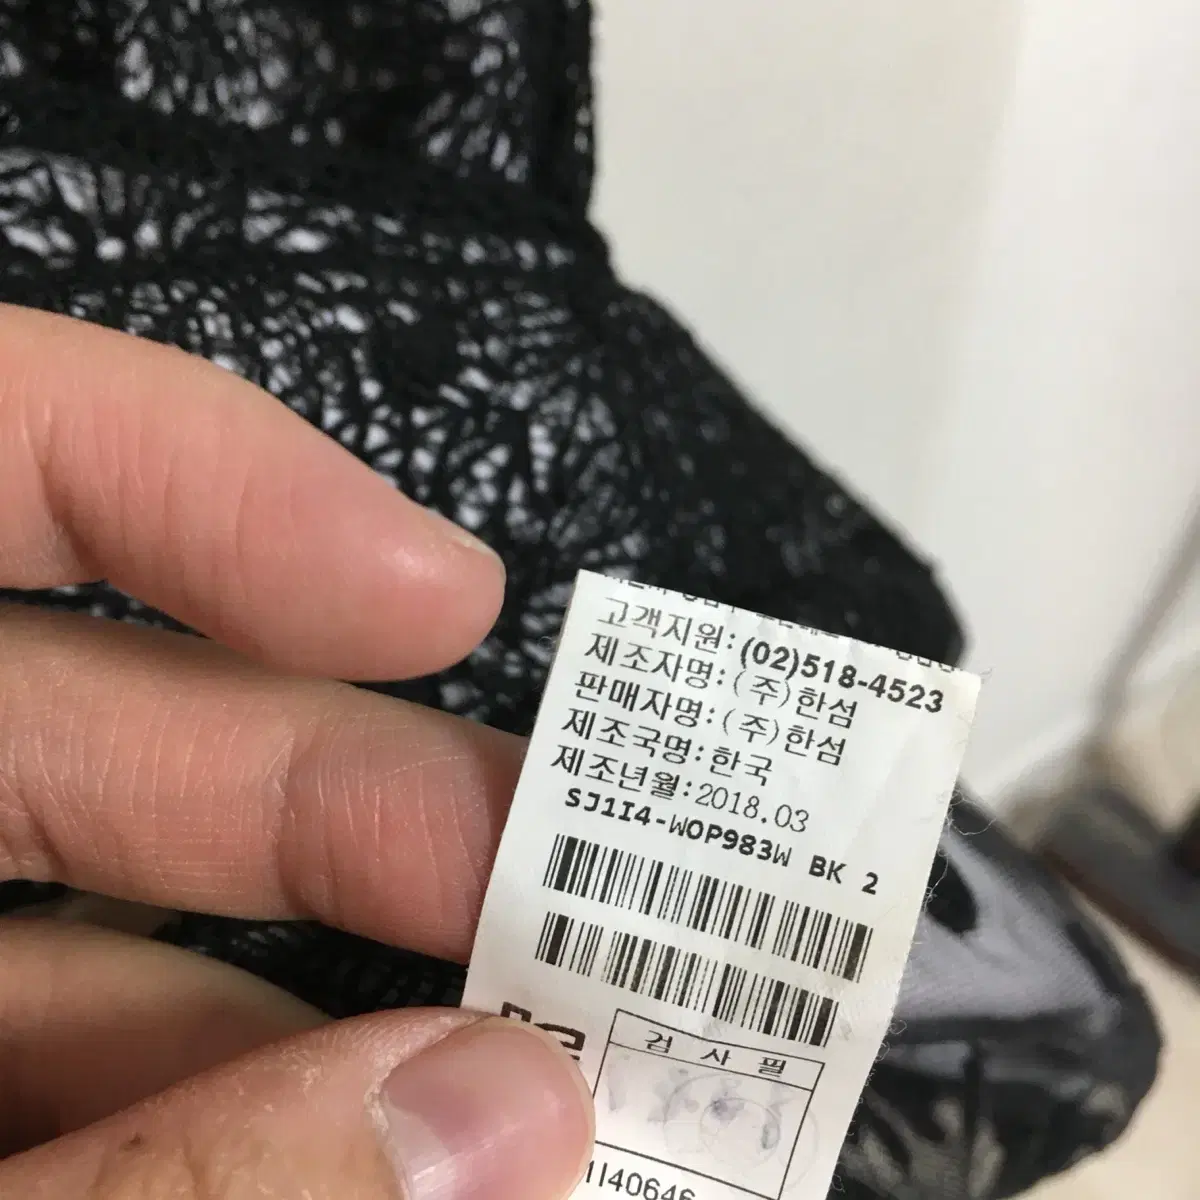 고객지원:(02)518-4523
제조자명:(주)한섬
판매자명:(주)한섬
제조국명:한국
제조년월:2018.03
SJ1I4-WOP983W BK 2
검 사 필
1I40646